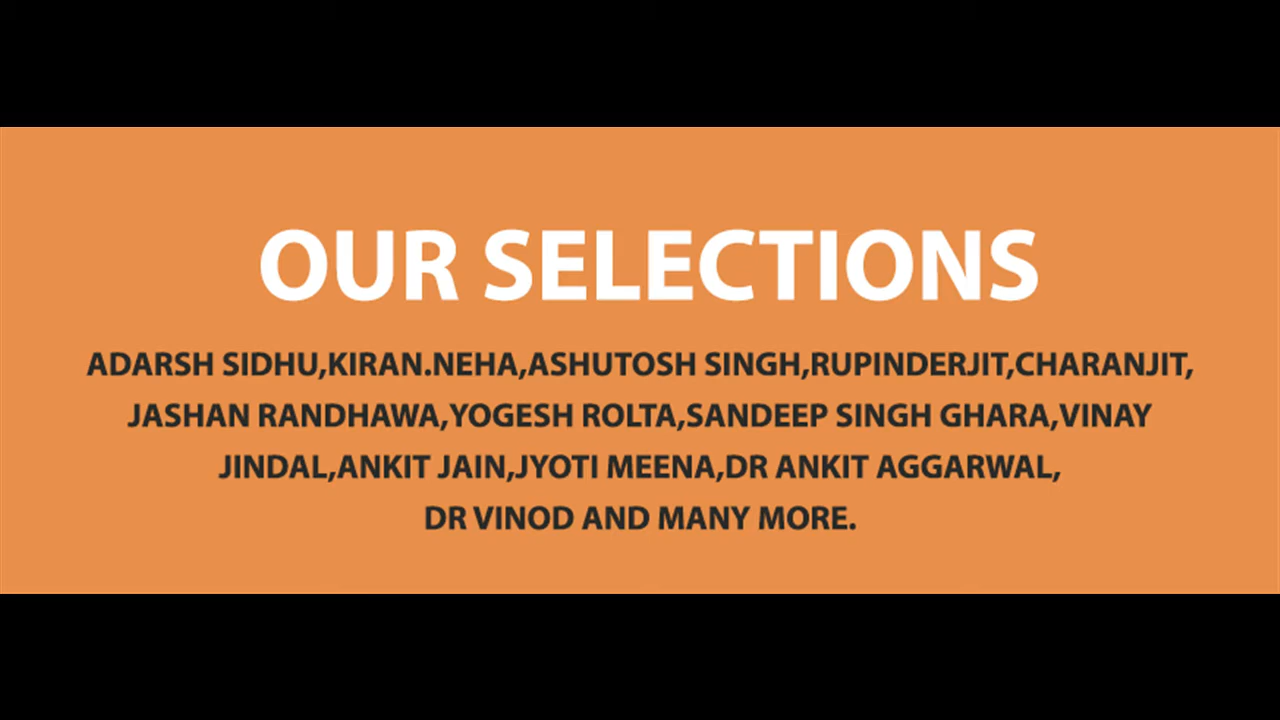 OUR SELECTIONS
ADARSH SIDHU,KIRAN.NEHA,ASHUTOSH SINGH,RUPINDERJIT,CHARANJIT,
JASHAN RANDHAWA,YOGESH ROLTA,SANDEEP SINGH GHARA,VINAY
JINDAL,ANKIT JAIN,JYOTI MEENA,DR ANKIT AGGARWAL,
DR VINOD AND MANY MORE.